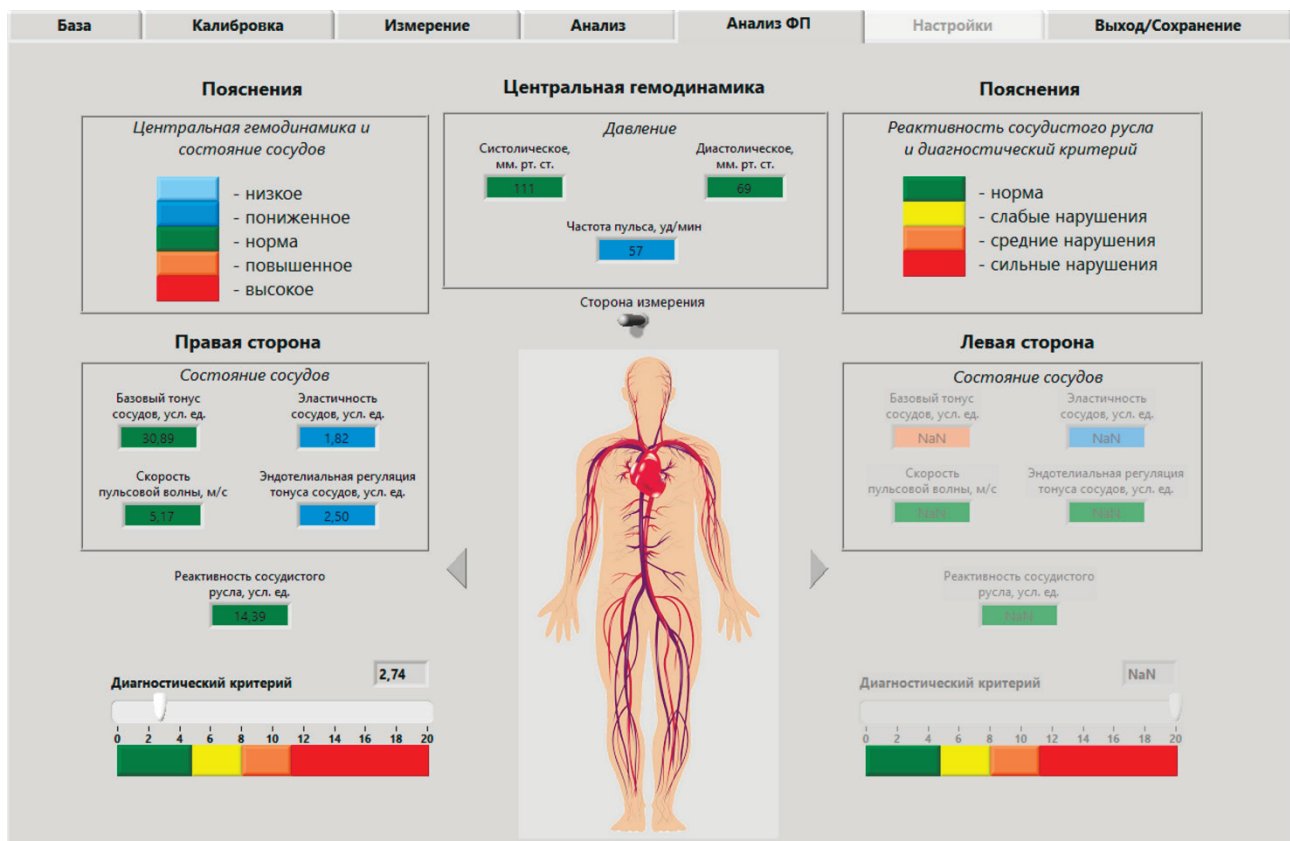 База
Калибровка
Измерение
Анализ
Анализ ФП
Настройки
Выход/Сохранение
Пояснения
Центральная гемодинамика и
состояние сосудов
- низкое
- пониженное
- норма
- повышенное
- высокое
Центральная гемодинамика
Давление
Систолическое,
мм. рт. ст.
111
Диастолическое,
мм. рт. ст.
69
Частота пульса, уд/мин
57
Сторона измерения
Пояснения
Реактивность сосудистого русла
и диагностический критерий
- норма
- слабые нарушения
- средние нарушения
- сильные нарушения
Правая сторона
Состояние сосудов
Базовый тонус
сосудов, усл. ед.
30,89
Эластичность
сосудов, усл. ед.
1,82
Скорость
пульсовой волны, м/с
5,17
Эндотелиальная регуляция
тонуса сосудов, усл. ед.
2,50
Реактивность сосудистого
русла, усл. ед.
14,39
Диагностический критерий
2,74
0 2 4 6 8 10 12 14 16 18 20
Левая сторона
Состояние сосудов
Базовый тонус
сосудов, усл. ед.
NaN
Эластичность
сосудов, усл. ед.
NaN
Скорость
пульсовой волны, м/с
NaN
Эндотелиальная регуляция
тонуса сосудов, усл. ед.
NaN
Реактивность сосудистого
русла, усл. ед.
NaN
Диагностический критерий
NaN
0 2 4 6 8 10 12 14 16 18 20